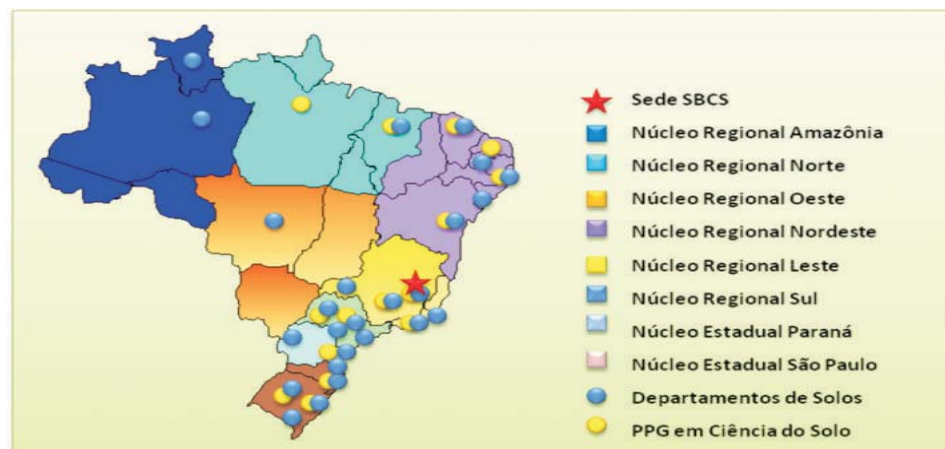 Sede SBCS
Núcleo Regional Amazônia
Núcleo Regional Norte
Núcleo Regional Oeste
Núcleo Regional Nordeste
Núcleo Regional Leste
Núcleo Regional Sul
Núcleo Estadual Paraná
Núcleo Estadual São Paulo
Departamentos de Solos
PPG em Ciência do Solo